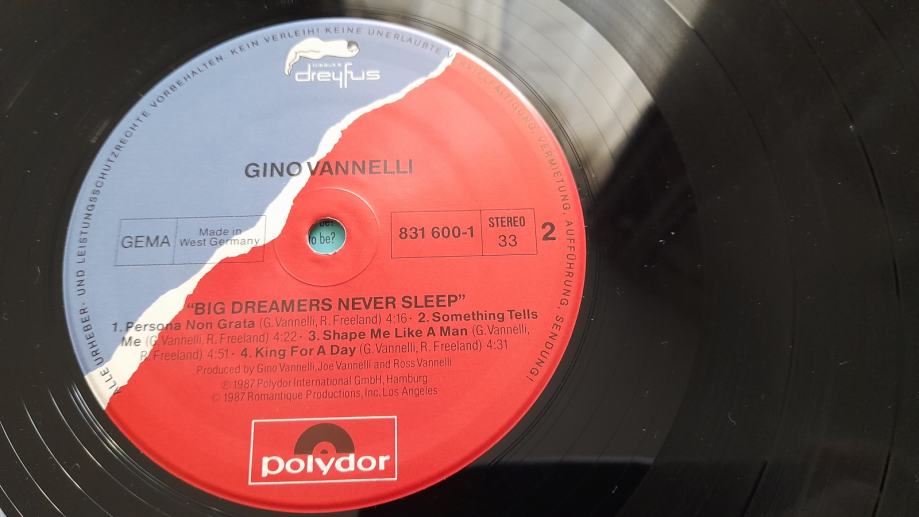 ALLE URHEBER- UND LEISTUNGSSCHUTZRECHTE VORBEHALTEN. KEIN VERLEIH! KEINE UNERLAUBTE VERVIELFÄLTIGUNG, VERMIETUNG, AUFFÜHRUNG, SENDUNG!
dreyfus
GINO VANNELLI
GEMA
Made in
West Germany
831 600-1
STEREO
33
2
be?
to be?
"BIG DREAMERS NEVER SLEEP"
1. Persona Non Grata (G. Vannelli, R. Freeland) 4:16 · 2. Something Tells
Me (G. Vannelli, R. Freeland) 4:22 · 3. Shape Me Like A Man (G. Vannelli,
R. Freeland) 4:51 · 4. King For A Day (G. Vannelli, R. Freeland) 4:31
Produced by Gino Vannelli, Joe Vannelli and Ross Vannelli
℗ 1987 Polydor International GmbH, Hamburg
© 1987 Romantique Productions, Inc. Los Angeles
polydor